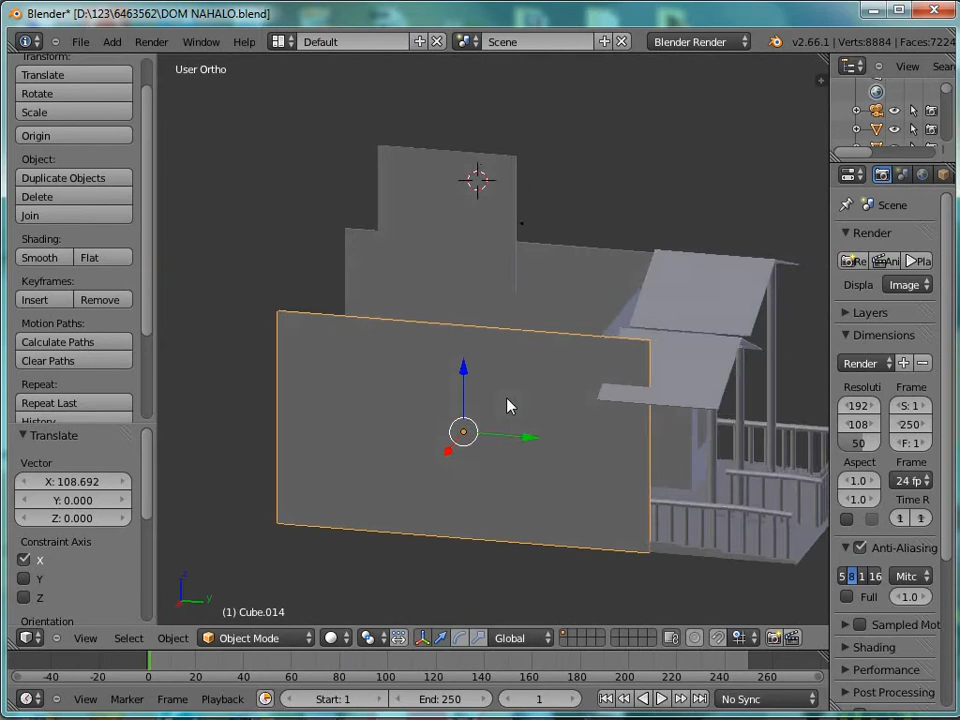 Blender* [D:\123\6463562\DOM NAHALO.blend]
File Add Render Window Help Default Scene Blender Render v2.66.1 | Verts:8884 | Faces:7224
Transform:
Translate
Rotate
Scale
Origin
Object:
Duplicate Objects
Delete
Join
Shading:
Smooth Flat
Keyframes:
Insert Remove
Motion Paths:
Calculate Paths
Clear Paths
Repeat:
Repeat Last
History
Translate
Vector
X: 108.692
Y: 0.000
Z: 0.000
Constraint Axis
X
Y
Z
Orientation
User Ortho
z
y
(1) Cube.014
View Select Object Object Mode Global
-40 -20 0 20 40 60 80 100 120 140 160 180 200 220 240 260
View Marker Frame Playback Start: 1 End: 250 1 No Sync
View Sear
Scene
Render
Re Ani Pla
Displa Image
Layers
Dimensions
Render
Resoluti Frame
192 S: 1
108 250
50 F: 1
Aspect Frame
1.0 24 fp
1.0 Time R
1 1
Anti-Aliasing
5 8 1 16 Mitc
Full 1.0
Sampled Mot
Shading
Performance
Post Processing